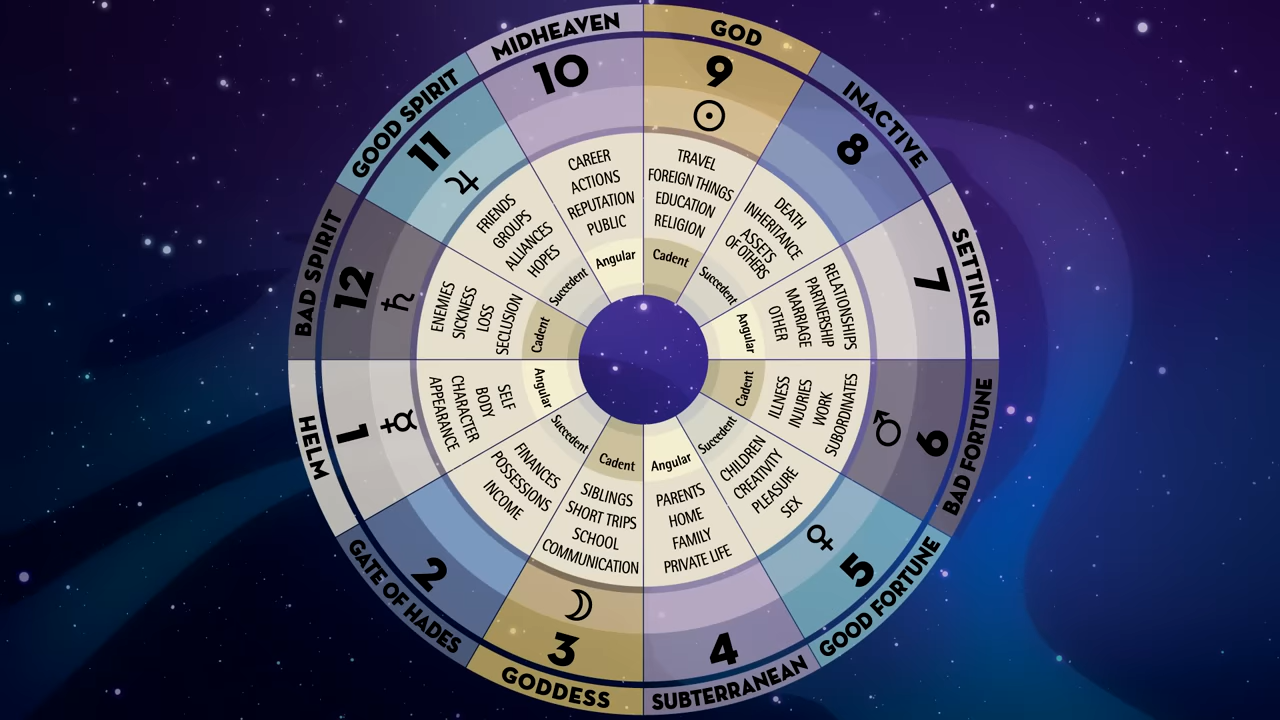 HELM
1
☿
SELF
BODY
CHARACTER
APPEARANCE
Angular
GATE OF HADES
2
FINANCES
POSSESSIONS
INCOME
Succedent
GODDESS
3
☽
SIBLINGS
SHORT TRIPS
SCHOOL
COMMUNICATION
Cadent
SUBTERRANEAN
4
PARENTS
HOME
FAMILY
PRIVATE LIFE
Angular
GOOD FORTUNE
5
♀
CHILDREN
CREATIVITY
PLEASURE
SEX
Succedent
BAD FORTUNE
6
♂
ILLNESS
INJURIES
WORK
SUBORDINATES
Cadent
SETTING
7
RELATIONSHIPS
PARTNERSHIP
MARRIAGE
OTHER
Angular
INACTIVE
8
DEATH
INHERITANCE
ASSETS
OF OTHERS
Succedent
GOD
9
☉
TRAVEL
FOREIGN THINGS
EDUCATION
RELIGION
Cadent
MIDHEAVEN
10
CAREER
ACTIONS
REPUTATION
PUBLIC
Angular
GOOD SPIRIT
11
♃
FRIENDS
GROUPS
ALLIANCES
HOPES
Succedent
BAD SPIRIT
12
♄
ENEMIES
SICKNESS
LOSS
SECLUSION
Cadent